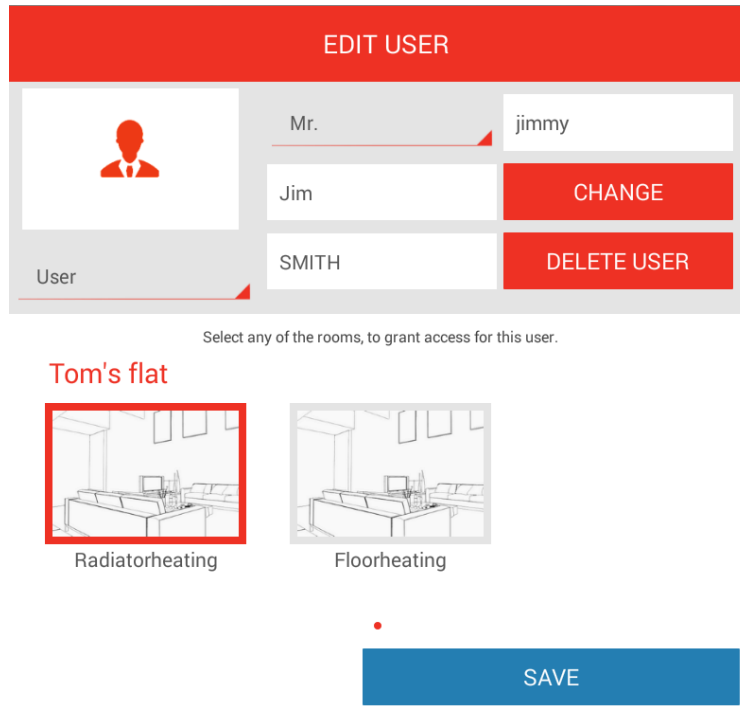 EDIT USER
Mr.
jimmy
Jim
CHANGE
User
SMITH
DELETE USER
Select any of the rooms, to grant access for this user.
Tom's flat
Radiatorheating
Floorheating
SAVE